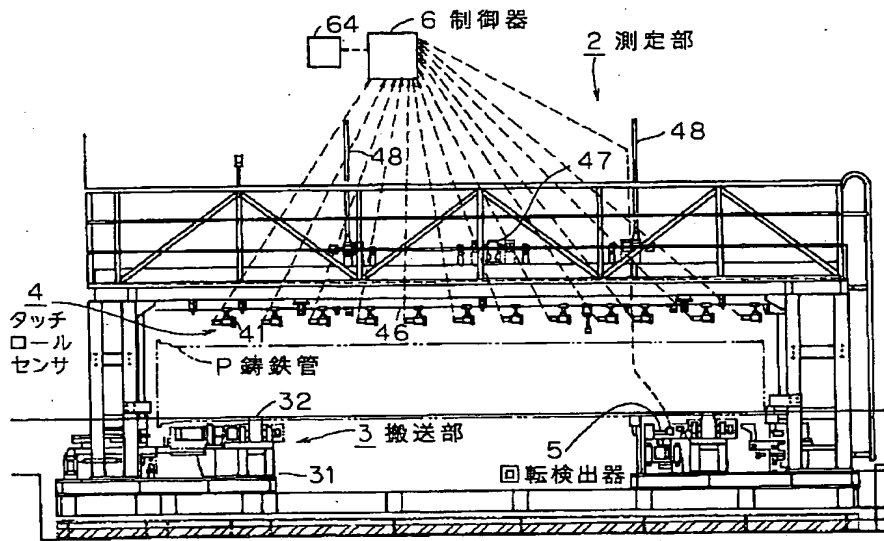 64
6 制御器
2 測定部
48
47
48
4
タッチ
ロール
センサ
41
46
P 鋳鉄管
32
3 搬送部
5
回転検出器
31